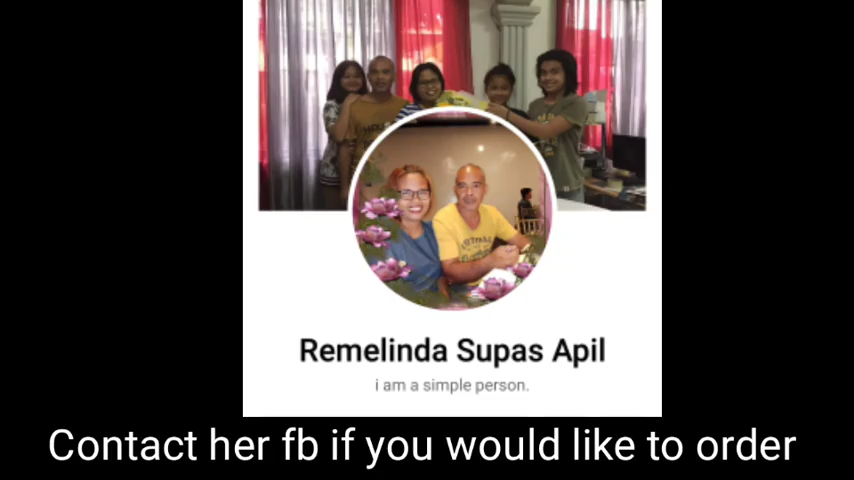 Remelinda Supas Apil
i am a simple person.
Contact her fb if you would like to order